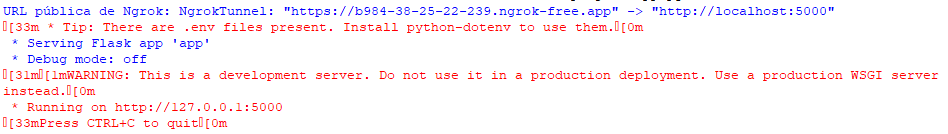 URL pública de Ngrok: NgrokTunnel: "https://b984-38-25-22-239.ngrok-free.app" -> "http://localhost:5000"
▯[33m * Tip: There are .env files present. Install python-dotenv to use them.▯[0m
 * Serving Flask app 'app'
 * Debug mode: off
▯[31m▯[1mWARNING: This is a development server. Do not use it in a production deployment. Use a production WSGI server
instead.▯[0m
 * Running on http://127.0.0.1:5000
▯[33mPress CTRL+C to quit▯[0m